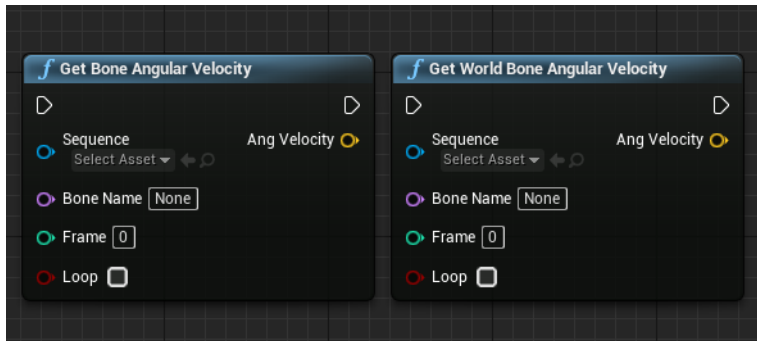 f Get Bone Angular Velocity
Sequence
Ang Velocity
Select Asset
Bone Name None
Frame 0
Loop
f Get World Bone Angular Velocity
Sequence
Ang Velocity
Select Asset
Bone Name None
Frame 0
Loop